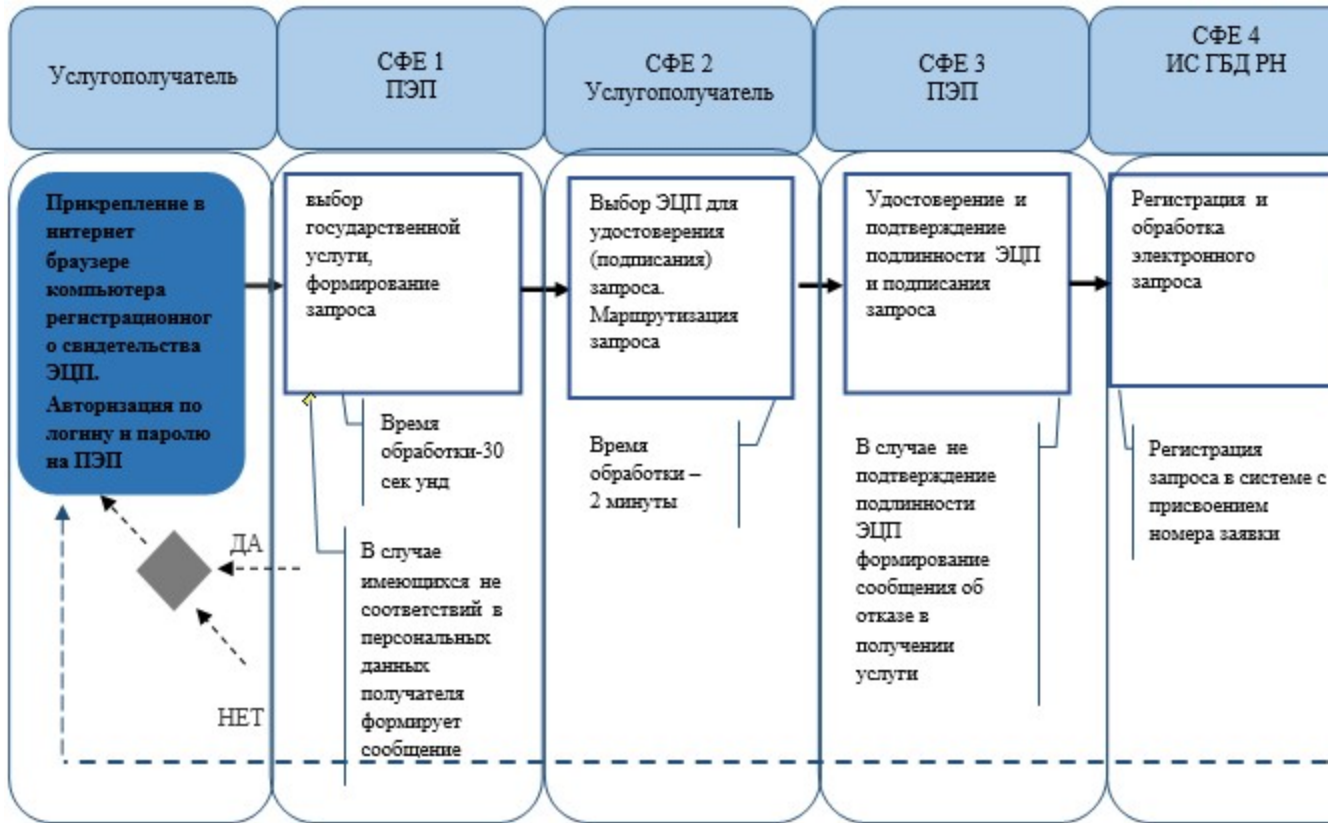 Услугополучатель
СФЕ 1
ПЭП
СФЕ 2
Услугополучатель
СФЕ 3
ПЭП
СФЕ 4
ИС ГБД РН
Прикрепление в
интернет
браузере
компьютера
регистрационног
о свидетельства
ЭЦП.
Авторизация по
логину и паролю
на ПЭП
выбор
государственной
услуги,
формирование
запроса
Выбор ЭЦП для
удостоверения
(подписания)
запроса.
Маршрутизация
запроса
Удостоверение и
подтверждение
подлинности ЭЦП
и подписания
запроса
Регистрация и
обработка
электронного
запроса
Время
обработки-30
сек унд
Время
обработки –
2 минуты
В случае не
подтверждение
подлинности
ЭЦП
формирование
сообщения об
отказе в
получении
услуги
Регистрация
запроса в системе с
присвоением
номера заявки
ДА
НЕТ
В случае
имеющихся не
соответствий в
персональных
данных
получателя
формирует
сообщение